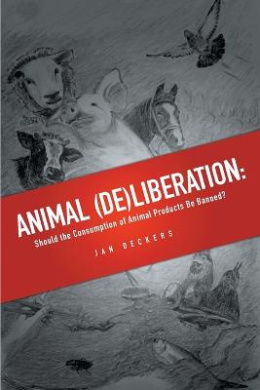 ANIMAL (DE)LIBERATION:
Should the Consumption of Animal Products Be Banned?
JAN DECKERS